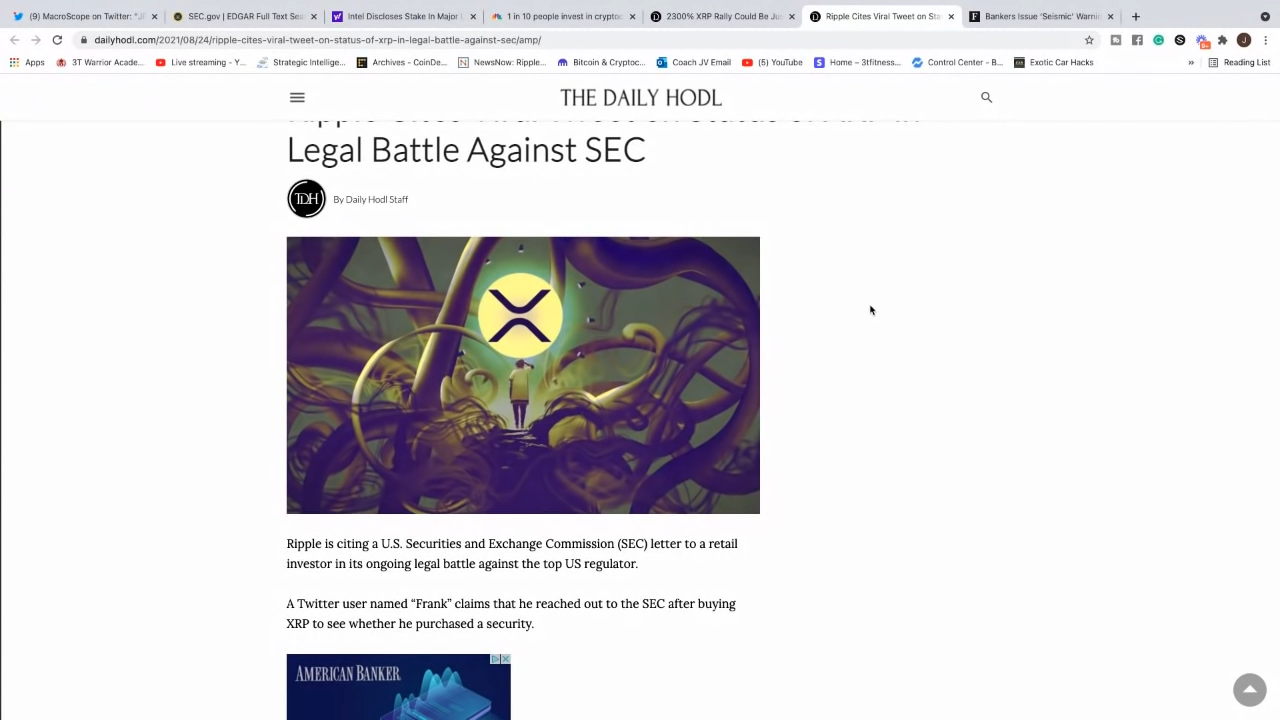 (5) MacroScope on Twitter: "JF
SEC.gov | EDGAR Full Text Sea
Intel Discloses Stake In Major
1 in 10 people invest in cryptoc
2300% XRP Rally Could Be Jus
Ripple Cites Viral Tweet on Sta
Bankers Issue 'Seismic' Warnin
dailyhodl.com/2021/08/24/ripple-cites-viral-tweet-on-status-of-xrp-in-legal-battle-against-sec/amp/
Apps
3T Warrior Acade...
Live streaming - Y...
Strategic Intellige...
Archives - CoinDe...
NewsNow: Ripple...
Bitcoin & Cryptoc...
Coach JV Email
(5) YouTube
Home – 3tfitness...
Control Center - B...
Exotic Car Hacks
»
Reading List
THE DAILY HODL
Legal Battle Against SEC
TDH
By Daily Hodl Staff
Ripple is citing a U.S. Securities and Exchange Commission (SEC) letter to a retail
investor in its ongoing legal battle against the top US regulator.
A Twitter user named “Frank” claims that he reached out to the SEC after buying
XRP to see whether he purchased a security.
AMERICAN BANKER